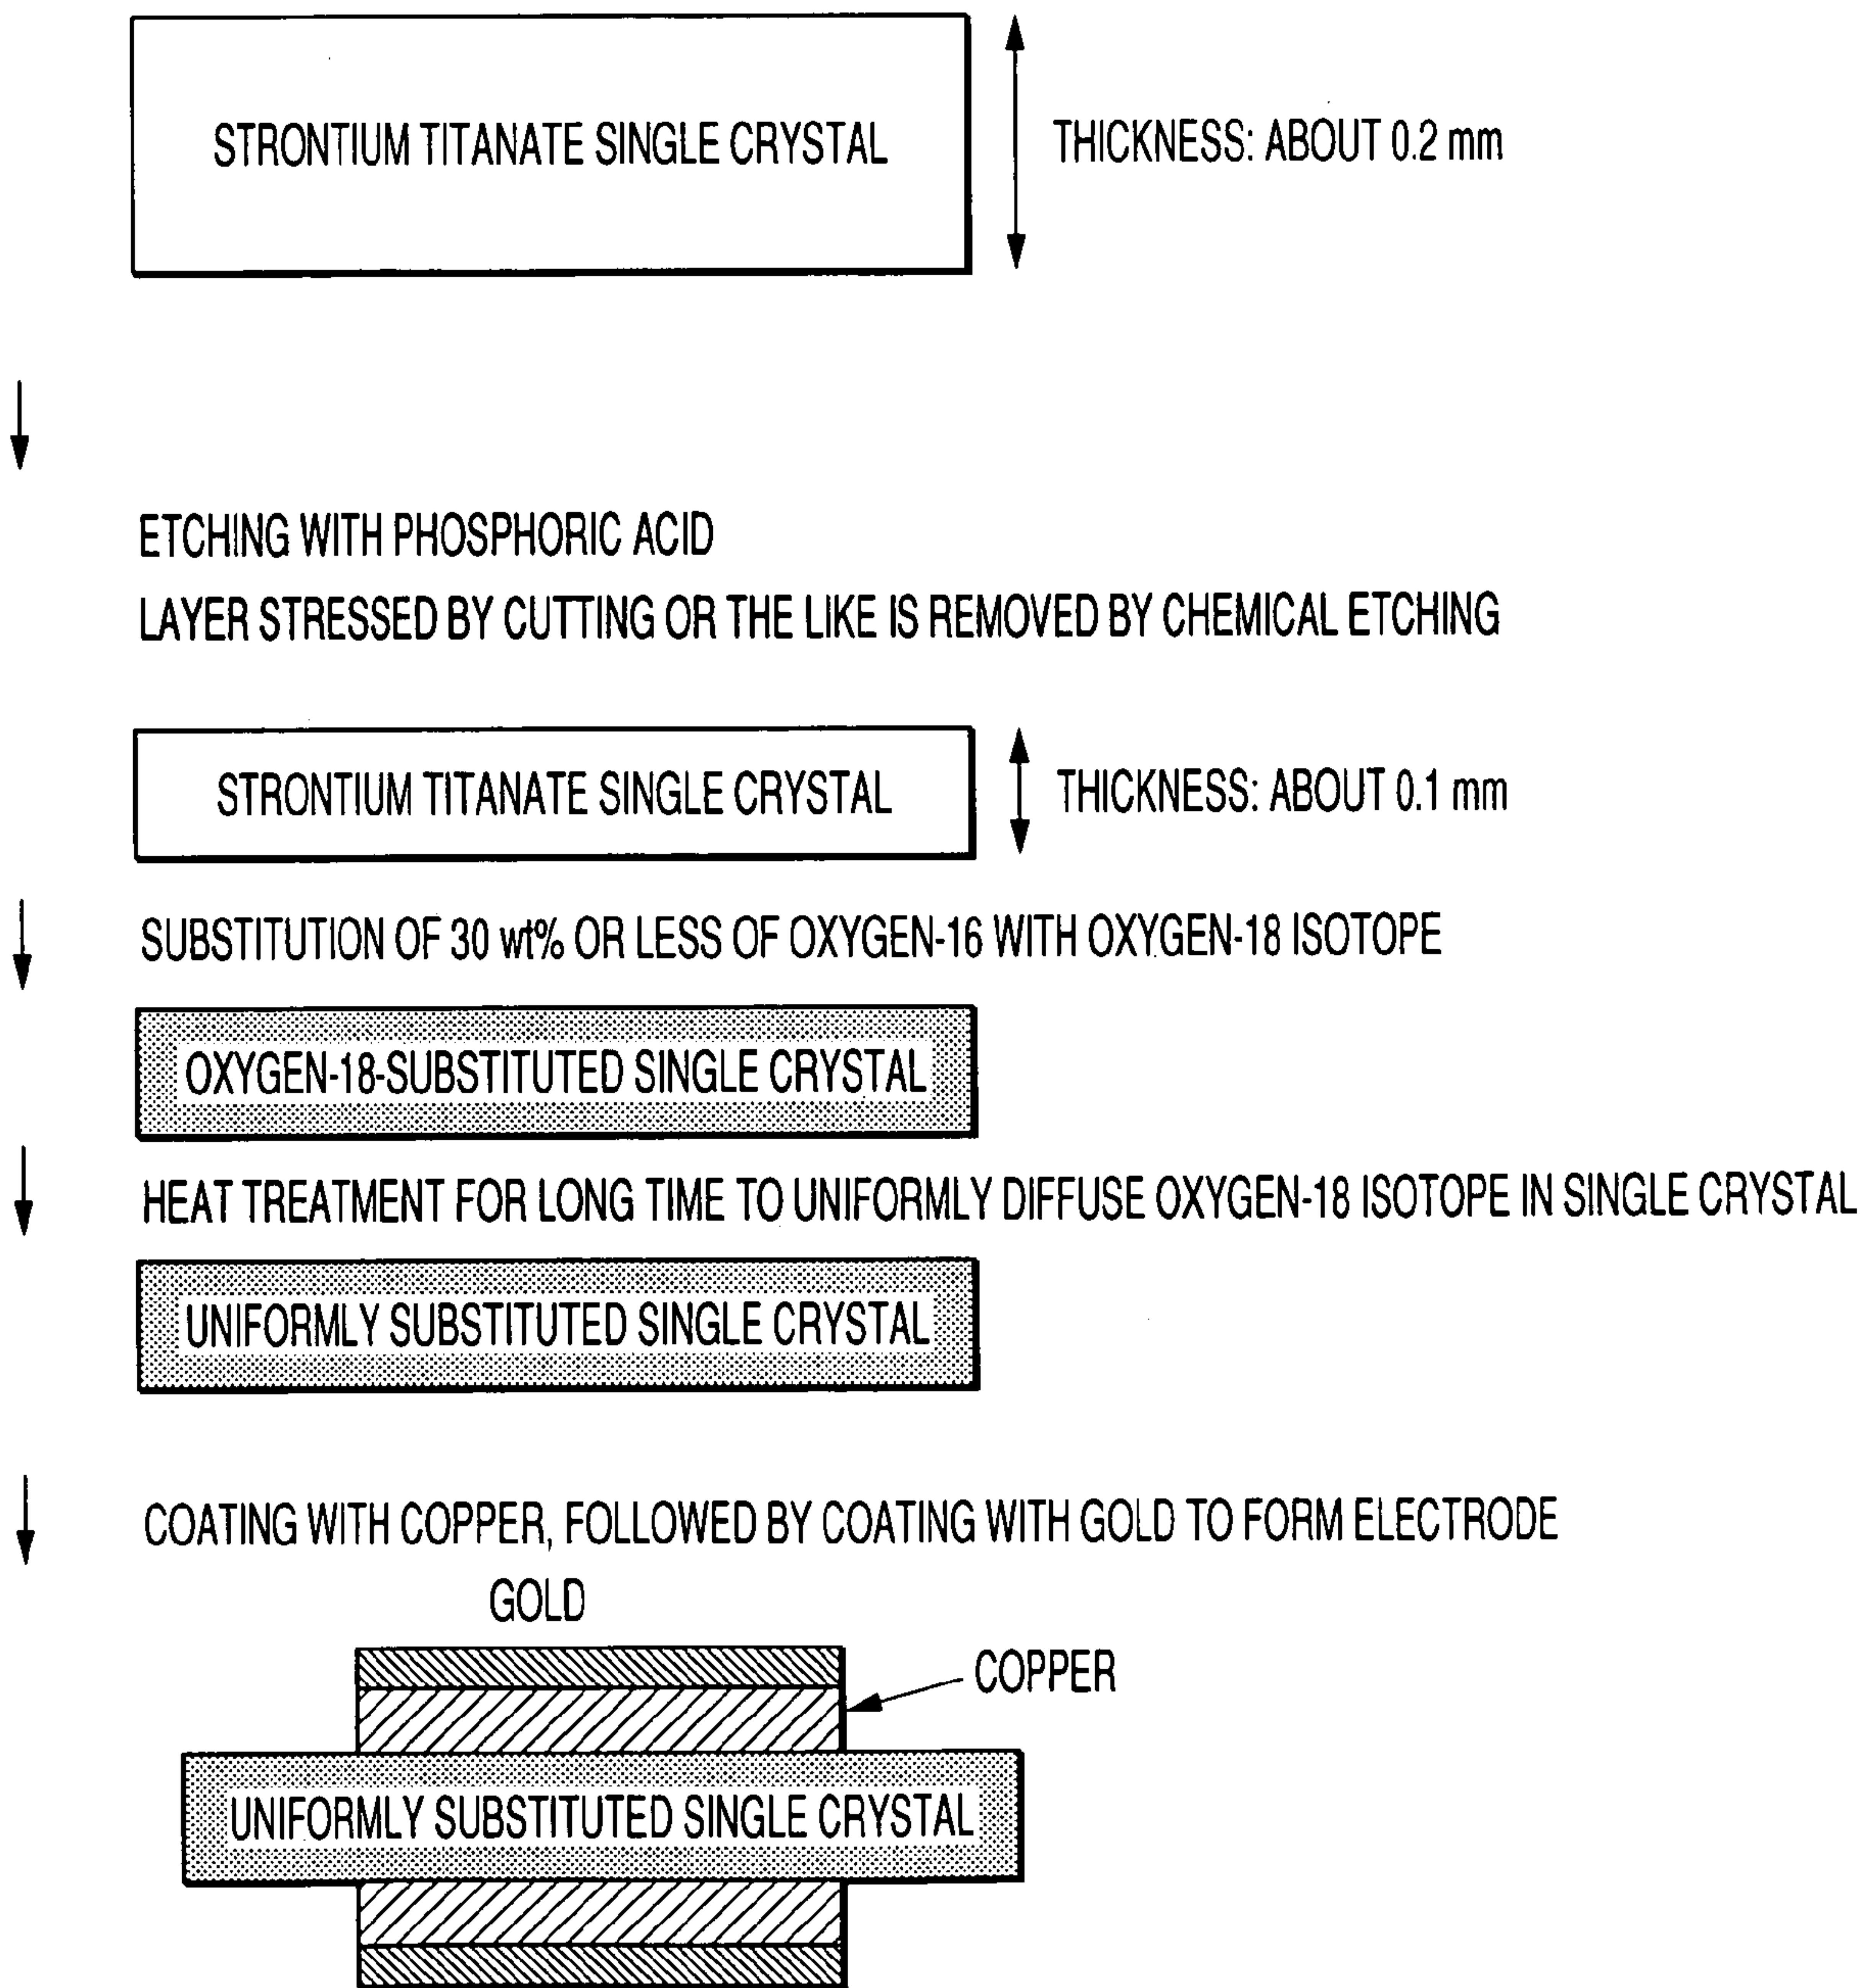 STRONTIUM TITANATE SINGLE CRYSTAL
THICKNESS: ABOUT 0.2 mm
ETCHING WITH PHOSPHORIC ACID
LAYER STRESSED BY CUTTING OR THE LIKE IS REMOVED BY CHEMICAL ETCHING
STRONTIUM TITANATE SINGLE CRYSTAL
THICKNESS: ABOUT 0.1 mm
SUBSTITUTION OF 30 wt% OR LESS OF OXYGEN-16 WITH OXYGEN-18 ISOTOPE
OXYGEN-18-SUBSTITUTED SINGLE CRYSTAL
HEAT TREATMENT FOR LONG TIME TO UNIFORMLY DIFFUSE OXYGEN-18 ISOTOPE IN SINGLE CRYSTAL
UNIFORMLY SUBSTITUTED SINGLE CRYSTAL
COATING WITH COPPER, FOLLOWED BY COATING WITH GOLD TO FORM ELECTRODE
GOLD
COPPER
UNIFORMLY SUBSTITUTED SINGLE CRYSTAL